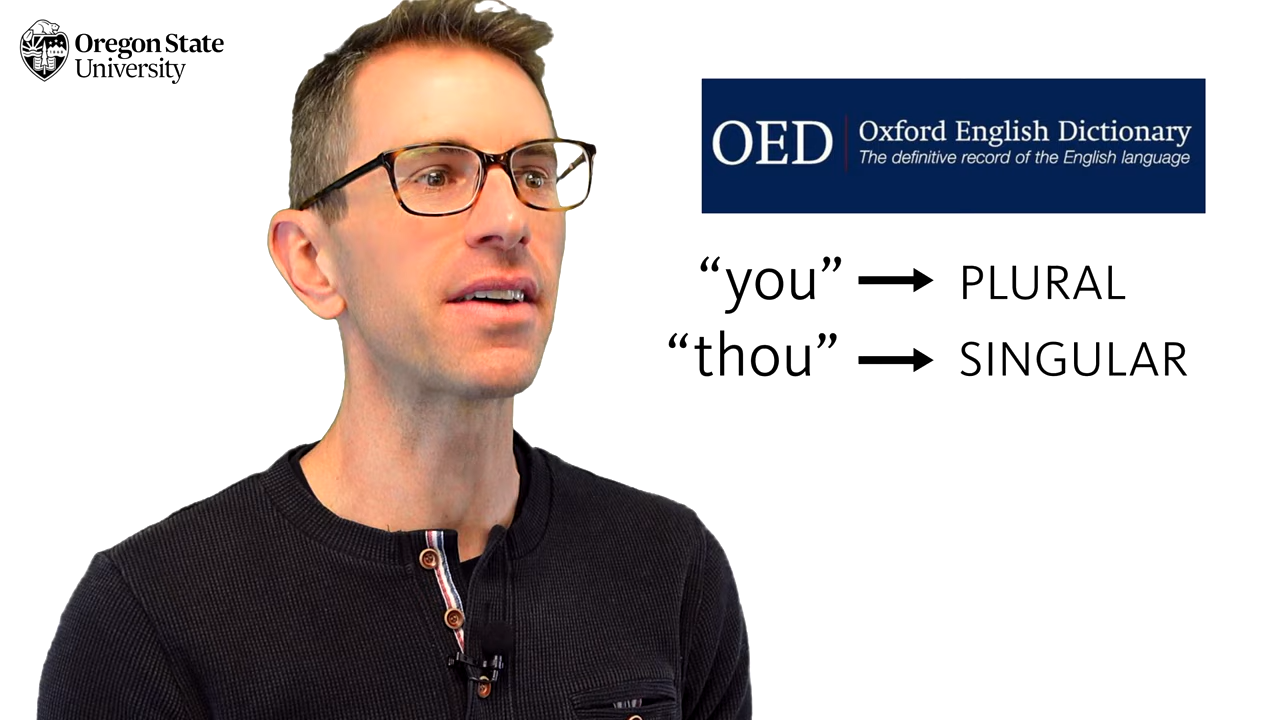 Oregon State
University
OED
Oxford English Dictionary
The definitive record of the English language
“you” → PLURAL
“thou” → SINGULAR